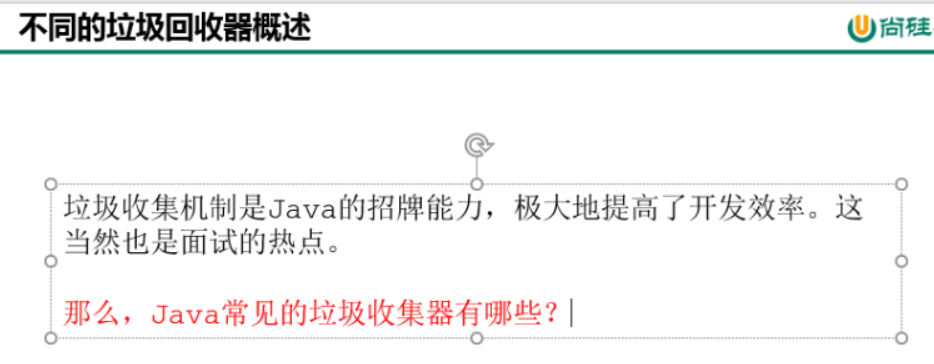 不同的垃圾回收器概述
尚硅
垃圾收集机制是Java的招牌能力，极大地提高了开发效率。这
当然也是面试的热点。
那么，Java常见的垃圾收集器有哪些？